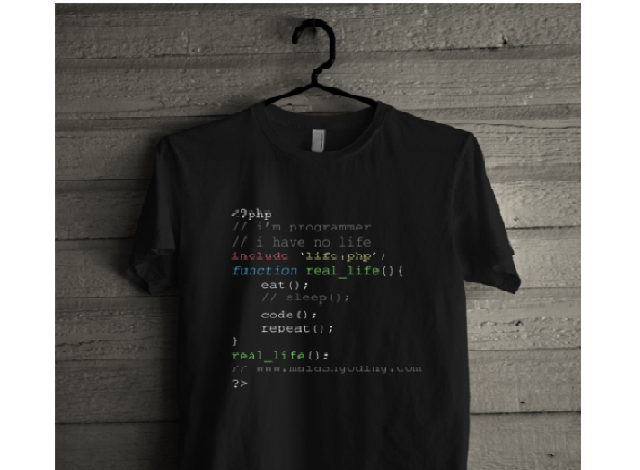 <?php
// i'm programmer
// i have no life
include 'life.php';
function real_life(){
eat();
// sleep();
code();
repeat();
}
real_life();
?>